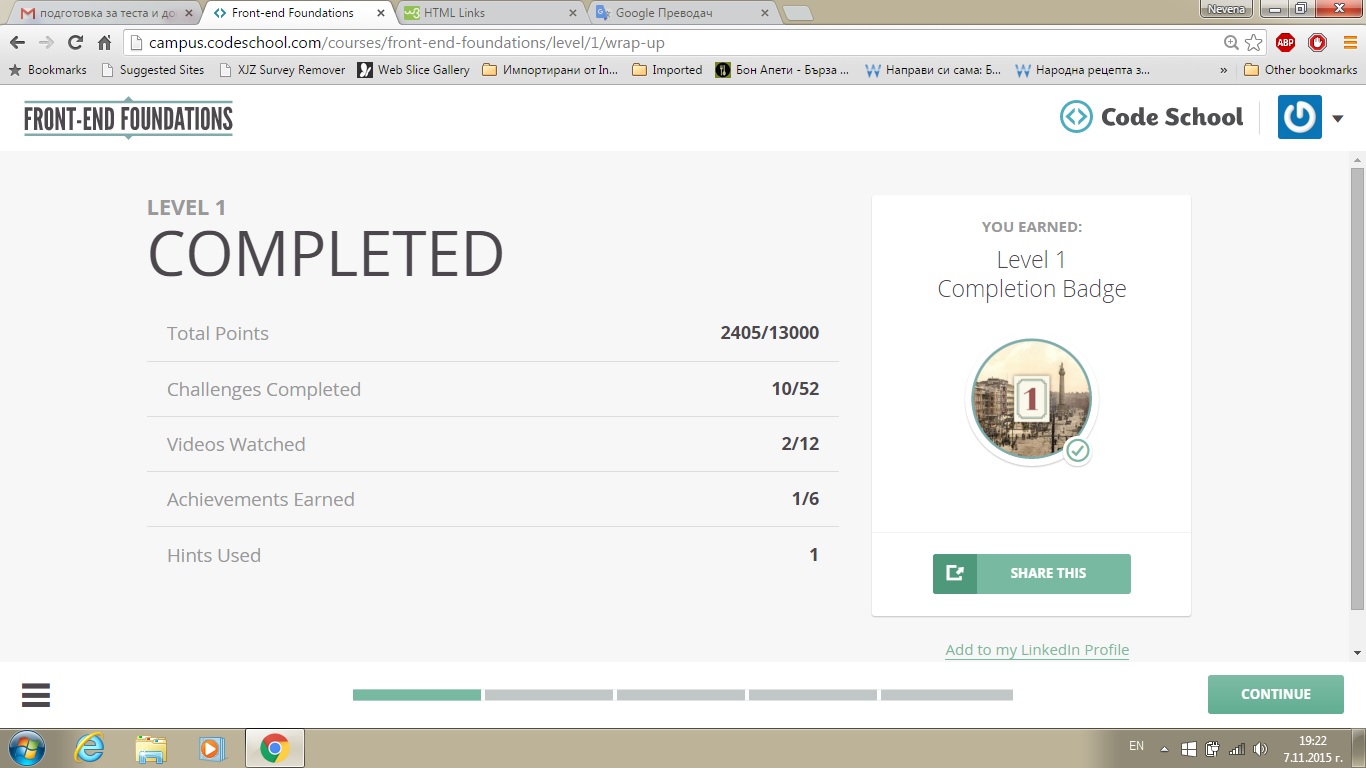 подготовка за теста и до
Front-end Foundations
HTML Links
Google Преводач
Nevena
campus.codeschool.com/courses/front-end-foundations/level/1/wrap-up
ABP
Bookmarks
Suggested Sites
XJZ Survey Remover
Web Slice Gallery
Импортирани от In...
Imported
Бон Апети - Бърза ...
Направи си сама: Б...
Народна рецепта з...
»
Other bookmarks
FRONT-END FOUNDATIONS
Code School
LEVEL 1
COMPLETED
Total Points 2405/13000
Challenges Completed 10/52
Videos Watched 2/12
Achievements Earned 1/6
Hints Used 1
YOU EARNED:
Level 1
Completion Badge
1
SHARE THIS
Add to my LinkedIn Profile
CONTINUE
EN
19:22
7.11.2015 г.